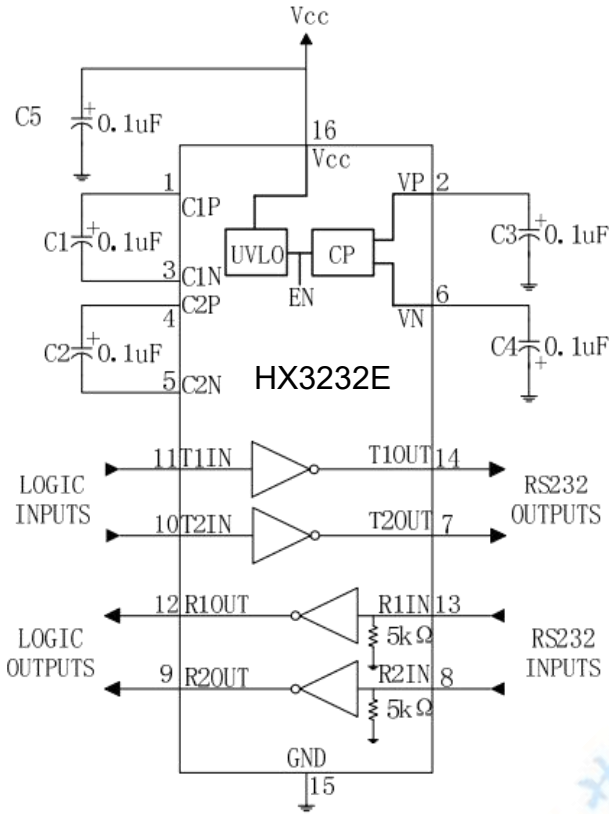 Vcc
C5
0.1uF
16
Vcc
1
C1P
VP
2
C1
0.1uF
UVLO
CP
C3
0.1uF
3
C1N
EN
C2P
4
6
VN
C2
0.1uF
C4
0.1uF
5
C2N
HX3232E
11
T1IN
T1OUT
14
LOGIC
INPUTS
RS232
OUTPUTS
10
T2IN
T2OUT
7
12
R1OUT
R1IN
13
5kΩ
LOGIC
OUTPUTS
RS232
INPUTS
9
R2OUT
R2IN
8
5kΩ
GND
15